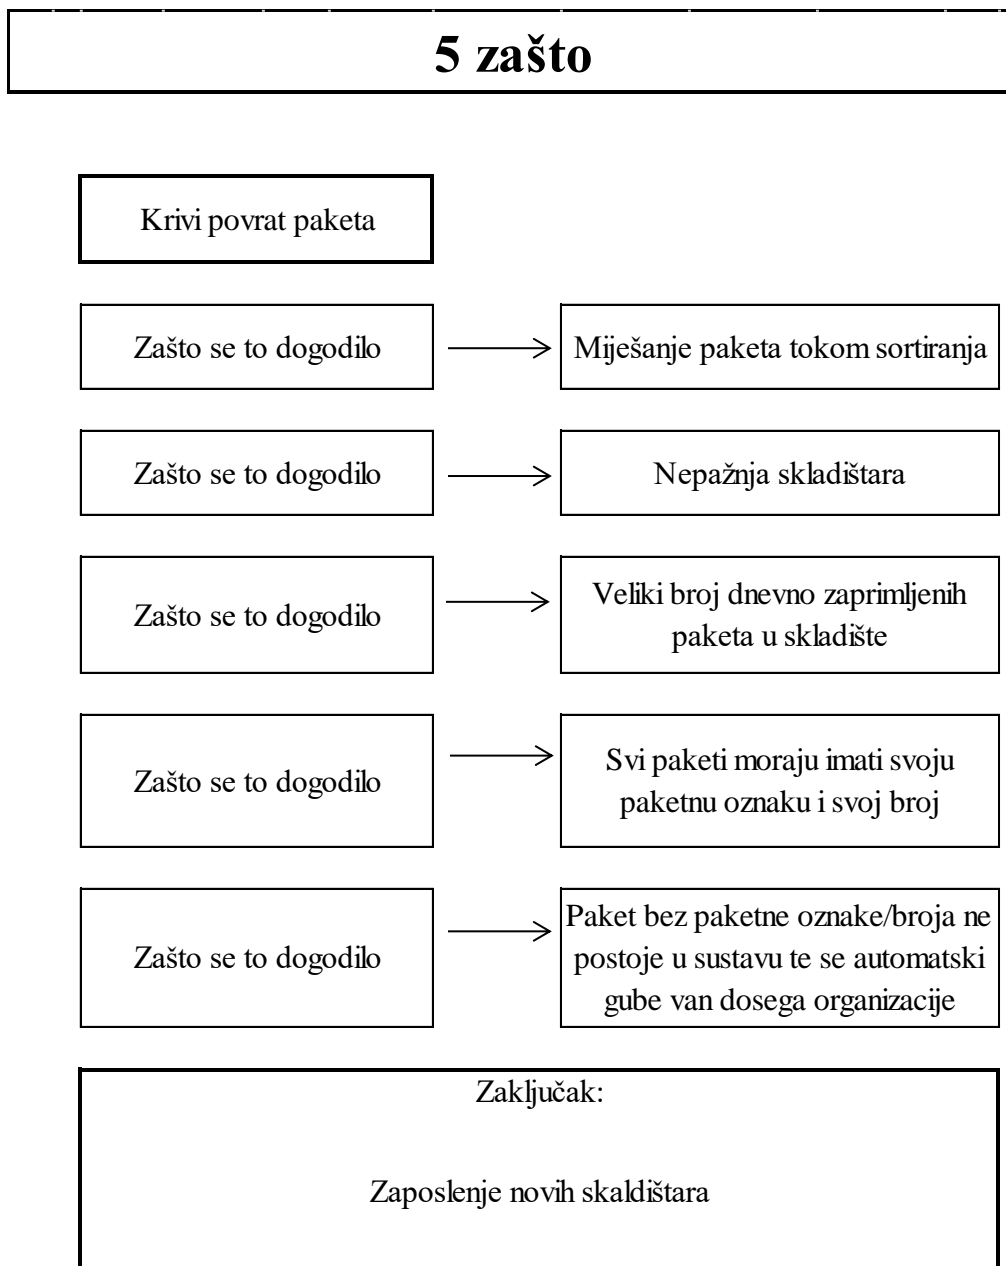 5 zašto
Krivi povrat paketa
Zašto se to dogodilo
Miješanje paketa tokom sortiranja
Zašto se to dogodilo
Nepažnja skladištara
Zašto se to dogodilo
Veliki broj dnevno zaprimljenih
paketa u skladište
Zašto se to dogodilo
Svi paketi moraju imati svoju
paketnu oznaku i svoj broj
Zašto se to dogodilo
Paket bez paketne oznake/broja ne
postoje u sustavu te se automatski
gube van dosega organizacije
Zaključak:
Zaposlenje novih skaldištara